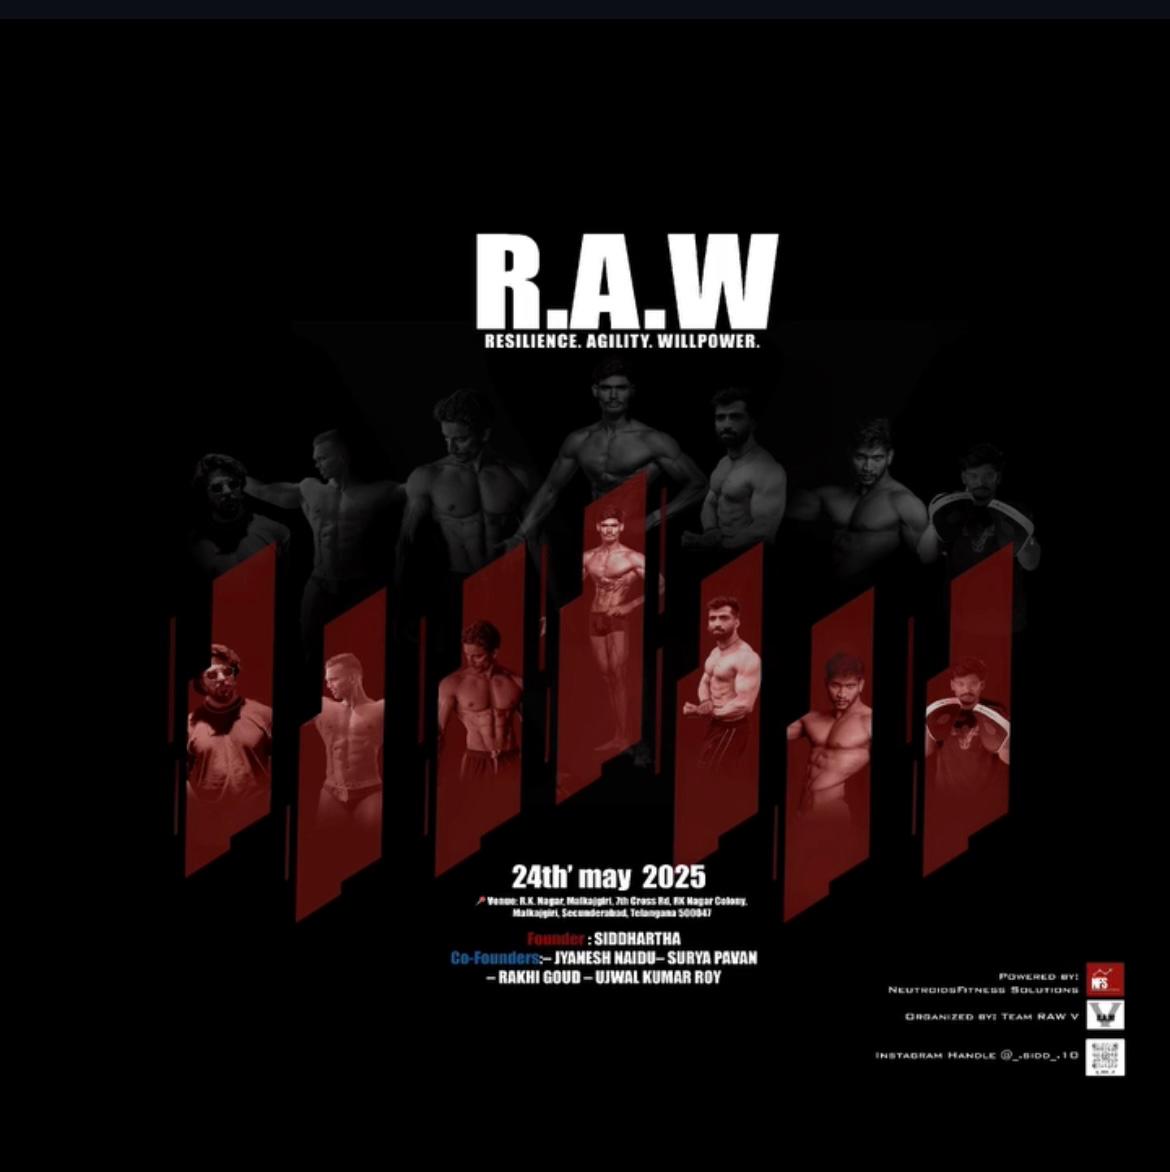 R.A.W
RESILIENCE. AGILITY. WILLPOWER.
24th' may 2025
Venue: R.K. Nagar, Malkajgiri, 7th Cross Rd, RK Nagar Colony,
Malkajgiri, Secunderabad, Telangana 500047
Founder : SIDDHARTHA
Co-Founders:– JYANESH NAIDU– SURYA PAVAN
– RAKHI GOUD – UJWAL KUMAR ROY
POWERED BY:
NEUTROIDSFITNESS SOLUTIONS
NFS
ORGANIZED BY: TEAM RAW V
R.A.W
INSTAGRAM HANDLE @_.SIDD_.10